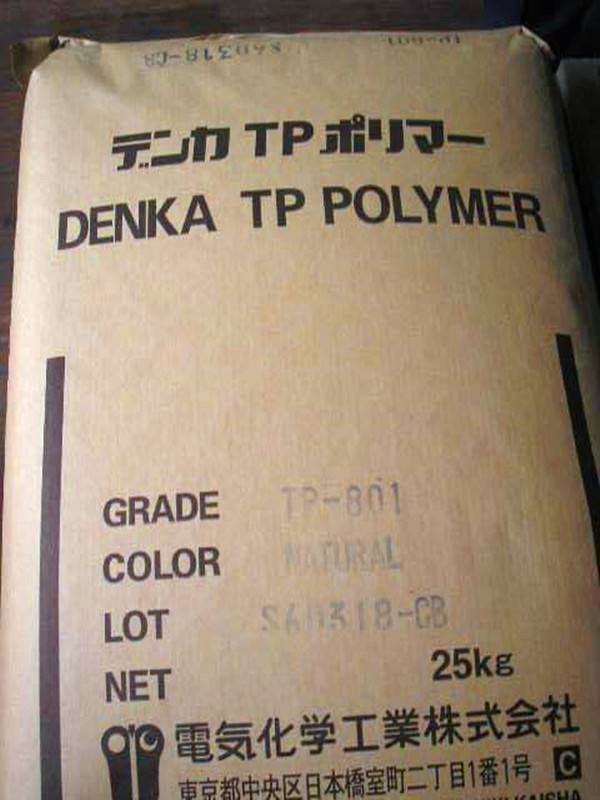 デンカ TP ポリマー
DENKA TP POLYMER
GRADE TP-801
COLOR NATURAL
LOT
NET 25kg
電気化学工業株式会社
東京都中央区日本橋室町二丁目1番1号 C
KAISHA